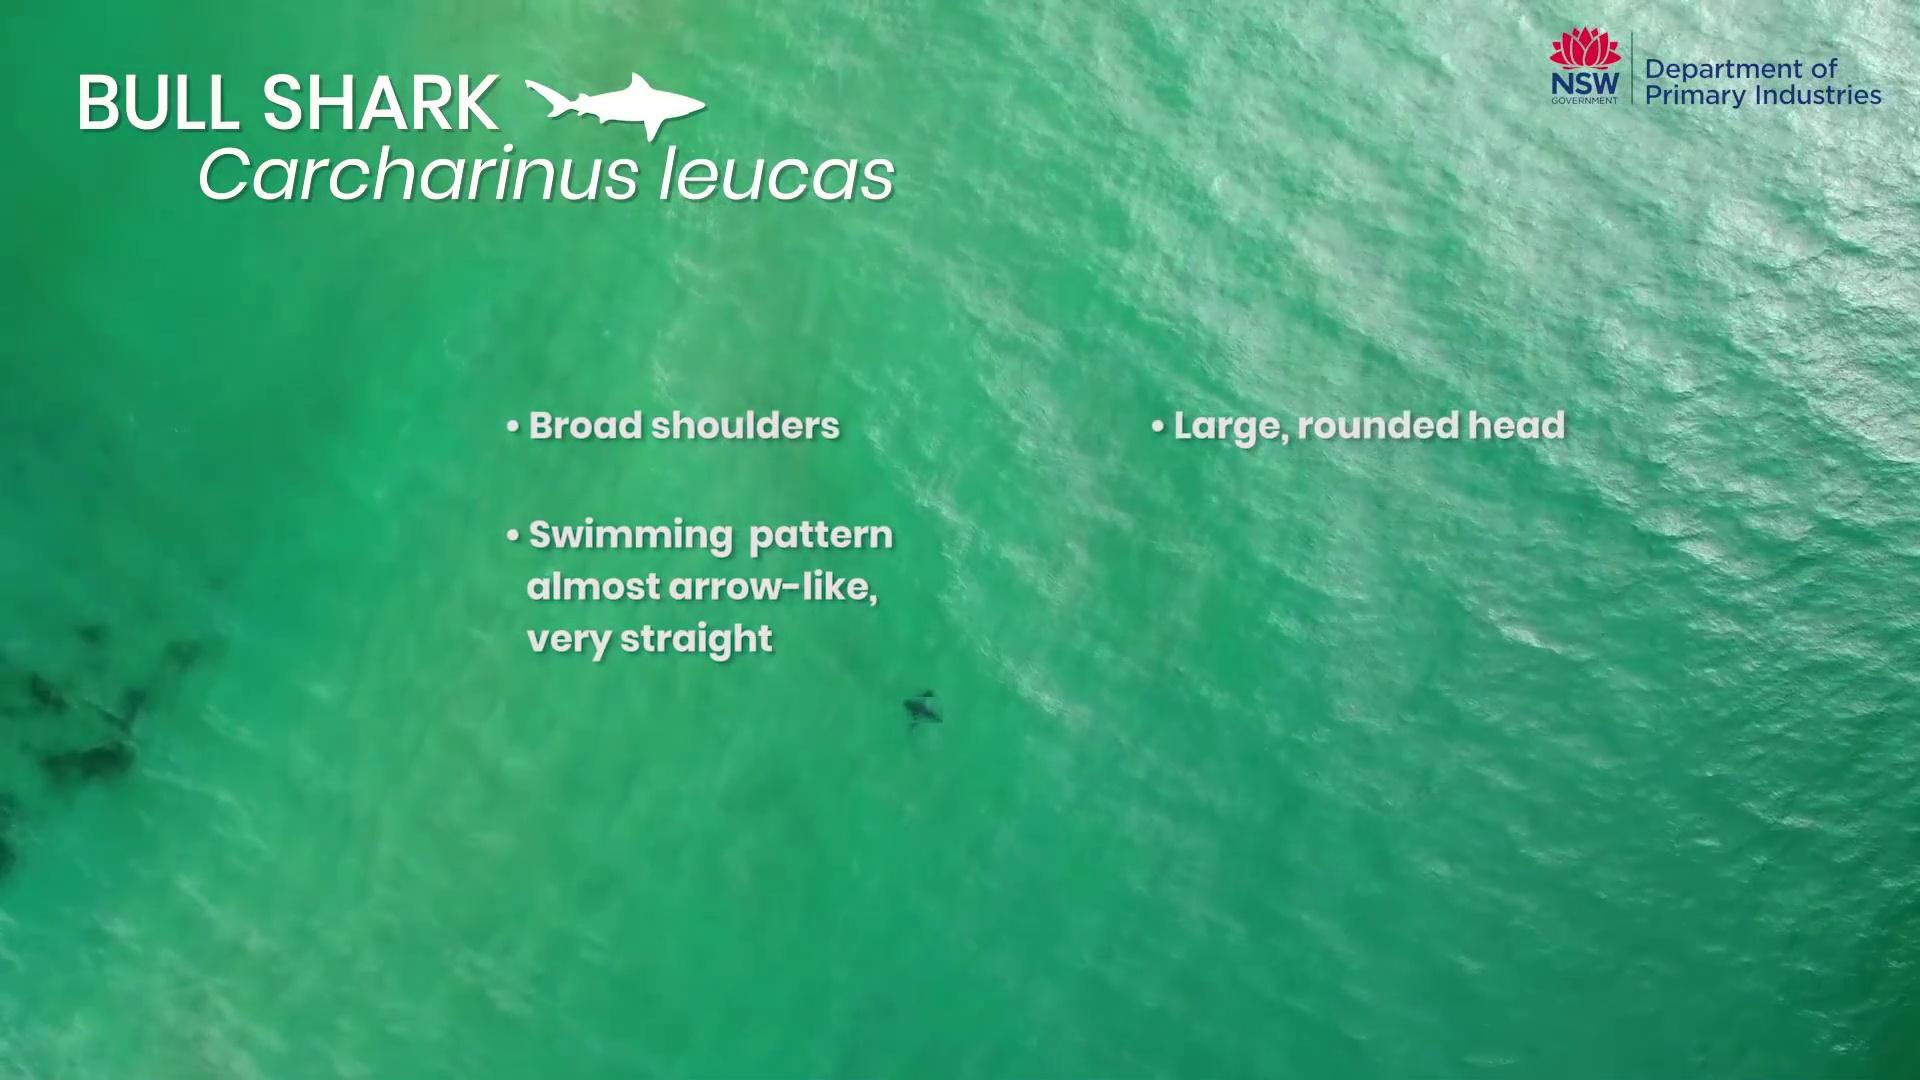 BULL SHARK
Carcharinus leucas
NSW
GOVERNMENT
Department of
Primary Industries
• Broad shoulders
• Swimming pattern
almost arrow-like,
very straight
• Large, rounded head